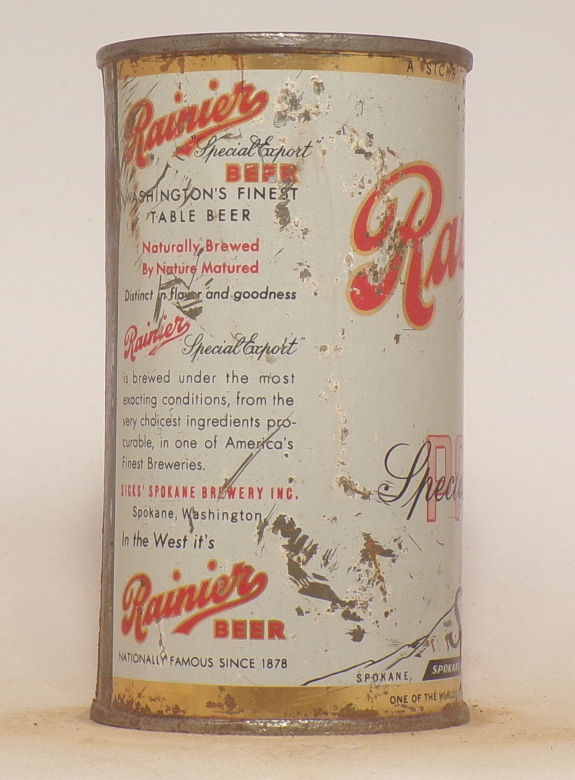 Rainier
"Special Export"
BEER
WASHINGTON'S FINEST
TABLE BEER
Naturally Brewed
By Nature Matured
Distinct in flavor and goodness
Rainier
Special Export"
is brewed under the most
exacting conditions, from the
very choicest ingredients pro-
curable, in one of America's
Finest Breweries.
SICKS' SPOKANE BREWERY INC.
Spokane, Washington
In the West it's
Rainier
BEER
NATIONALLY FAMOUS SINCE 1878
A SICKS
Ra
Speci
SPOKANE,
SPOKANE
ONE OF THE WORLD